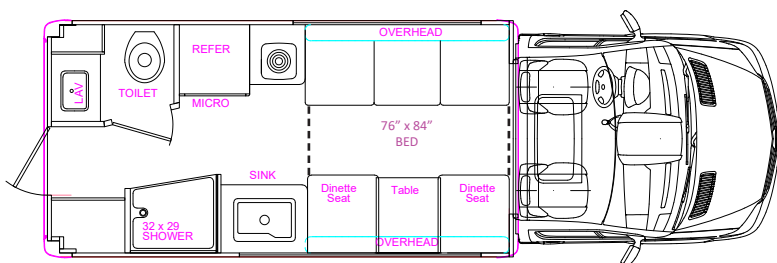 OVERHEAD
REFER
LAV
TOILET
MICRO
76” x 84”
BED
SINK
Dinette
Seat
Table
Dinette
Seat
32 x 29
SHOWER
OVERHEAD